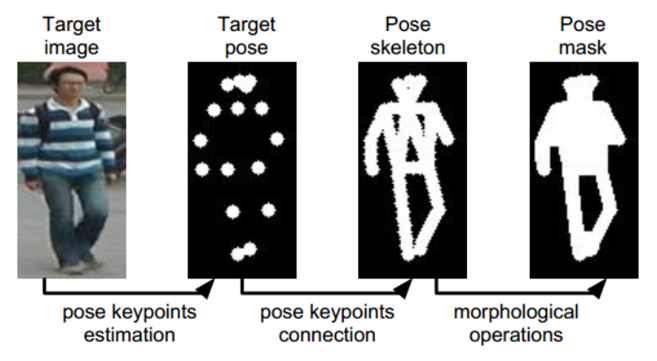 Target
image
Target
pose
Pose
skeleton
Pose
mask
pose keypoints
estimation
pose keypoints
connection
morphological
operations